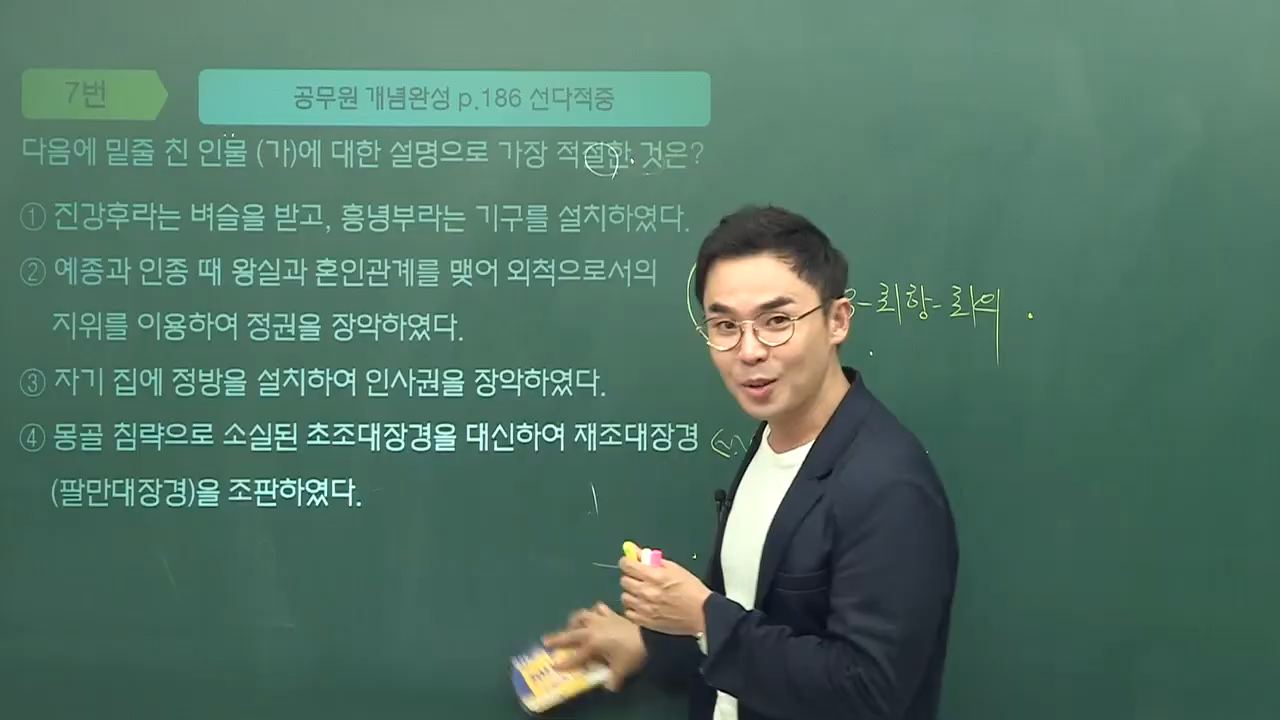 7번
공무원 개념완성 p.186 선다적중
다음에 밑줄 친 인물 (가)에 대한 설명으로 가장 적절한 것은?
① 진강후라는 벼슬을 받고, 흥녕부라는 기구를 설치하였다.
② 예종과 인종 때 왕실과 혼인관계를 맺어 외척으로서의
지위를 이용하여 정권을 장악하였다.
③ 자기 집에 정방을 설치하여 인사권을 장악하였다.
④ 몽골 침략으로 소실된 초조대장경을 대신하여 재조대장경
(팔만대장경)을 조판하였다.
-최항-최의